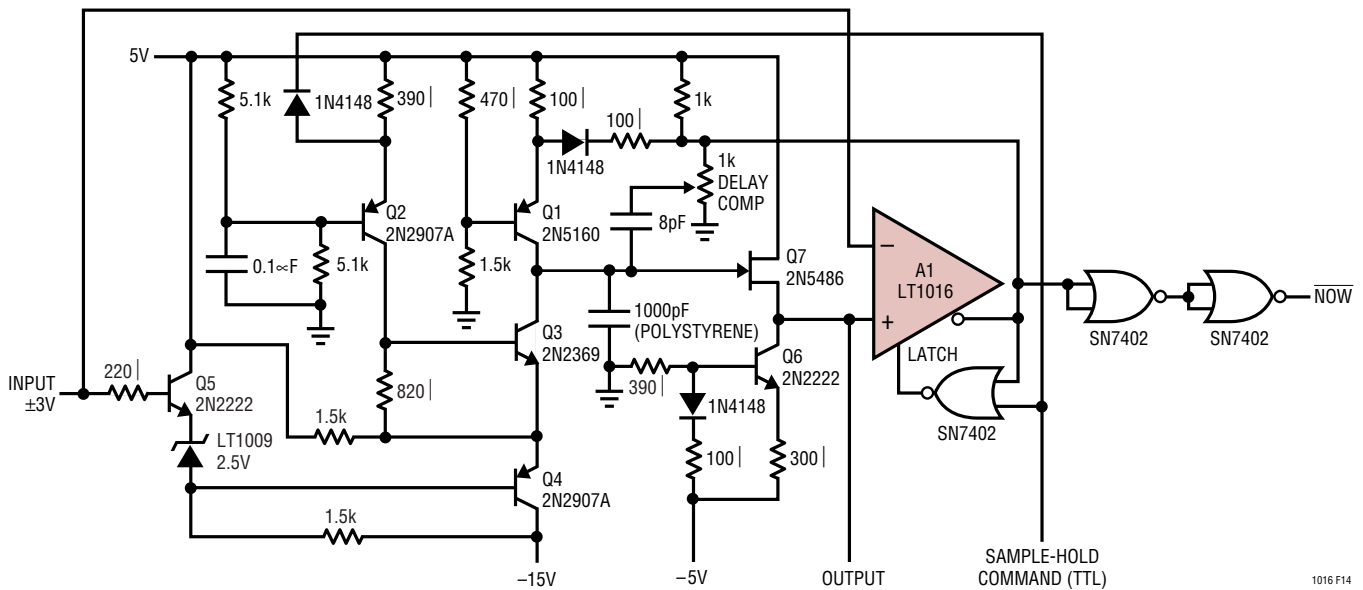 5V
5.1k
1N4148
390|
470|
100|
1k
100|
1N4148
1k
DELAY
COMP
Q2
2N2907A
Q1
2N5160
8pF
0.1∝F
5.1k
1.5k
Q7
2N5486
A1
LT1016
−
+
LATCH
NOW
SN7402
SN7402
1000pF
(POLYSTYRENE)
Q3
2N2369
Q6
2N2222
INPUT
±3V
220|
Q5
2N2222
820|
390|
1N4148
SN7402
1.5k
LT1009
2.5V
100|
300|
Q4
2N2907A
1.5k
–15V
–5V
OUTPUT
SAMPLE-HOLD
COMMAND (TTL)
1016 F14